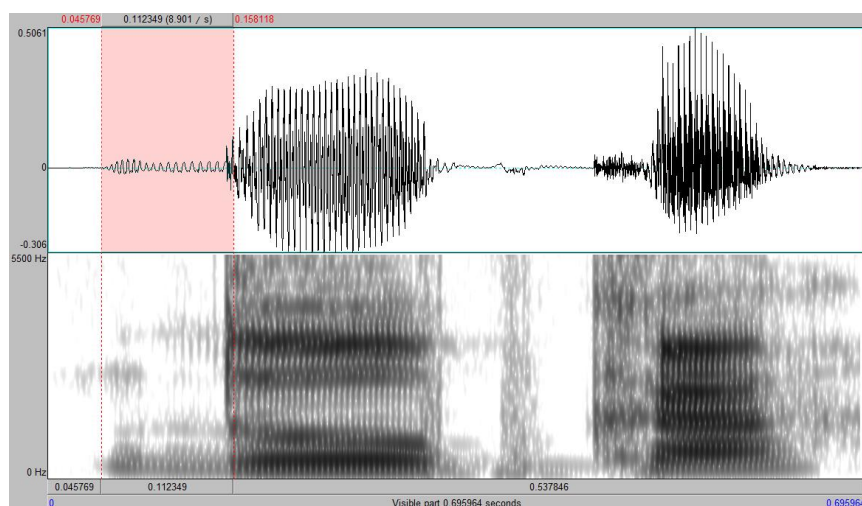 0.045769 0.112349 (8.901 / s) 0.158118
0.5061
0
-0.306
5500 Hz
0 Hz
0.045769 0.112349 0.537846
0 Visible part 0.695964 seconds 0.695964